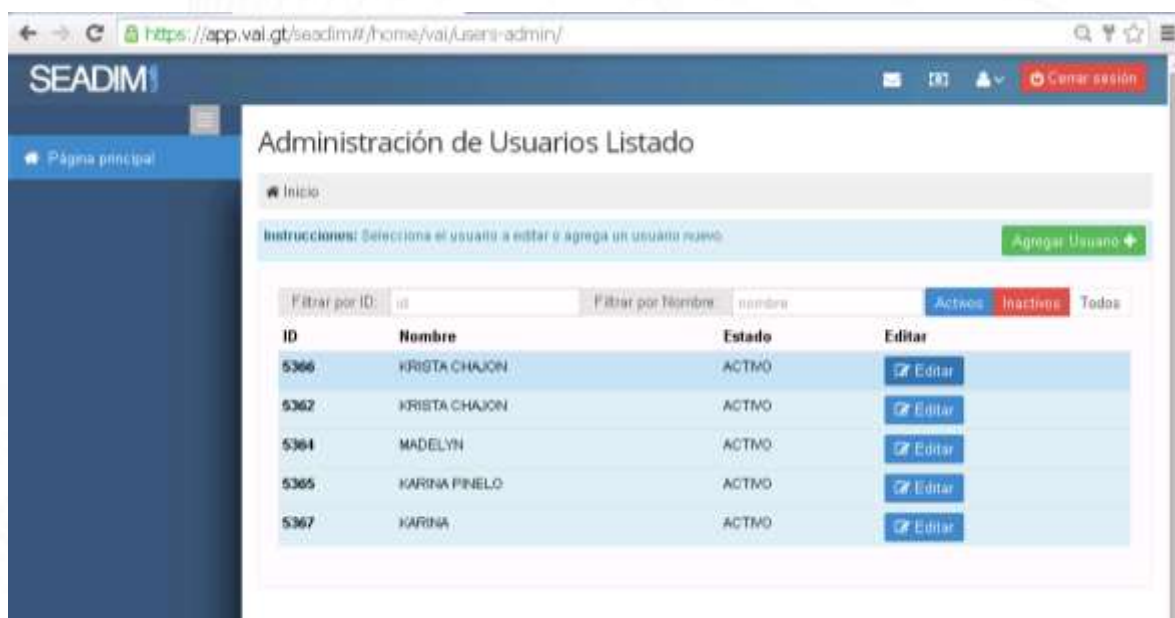 https://app.vai.gt/seadim#/home/vai/users-admin/
SEADIM
Cerrar sesión
Página principal
Administración de Usuarios Listado
Inicio
Instrucciones: Selecciona el usuario a editar o agrega un usuario nuevo.
Agregar Usuario
Filtrar por ID: id Filtrar por Nombre: nombre Activos Inactivos Todos
ID Nombre Estado Editar
5366 KRISTA CHAJON ACTIVO Editar
5362 KRISTA CHAJON ACTIVO Editar
5364 MADELYN ACTIVO Editar
5365 KARINA PINELO ACTIVO Editar
5367 KARINA ACTIVO Editar